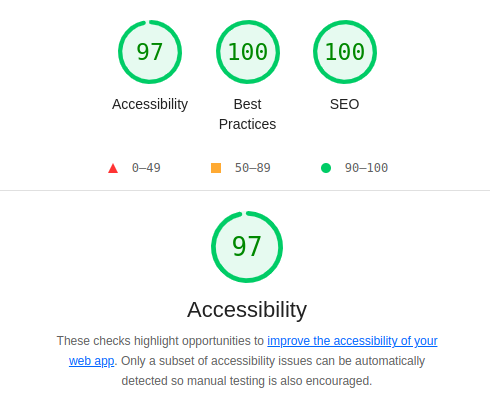 97 100 100
Accessibility Best SEO
Practices
0–49 50–89 90–100
97
Accessibility
These checks highlight opportunities to improve the accessibility of your
web app. Only a subset of accessibility issues can be automatically
detected so manual testing is also encouraged.